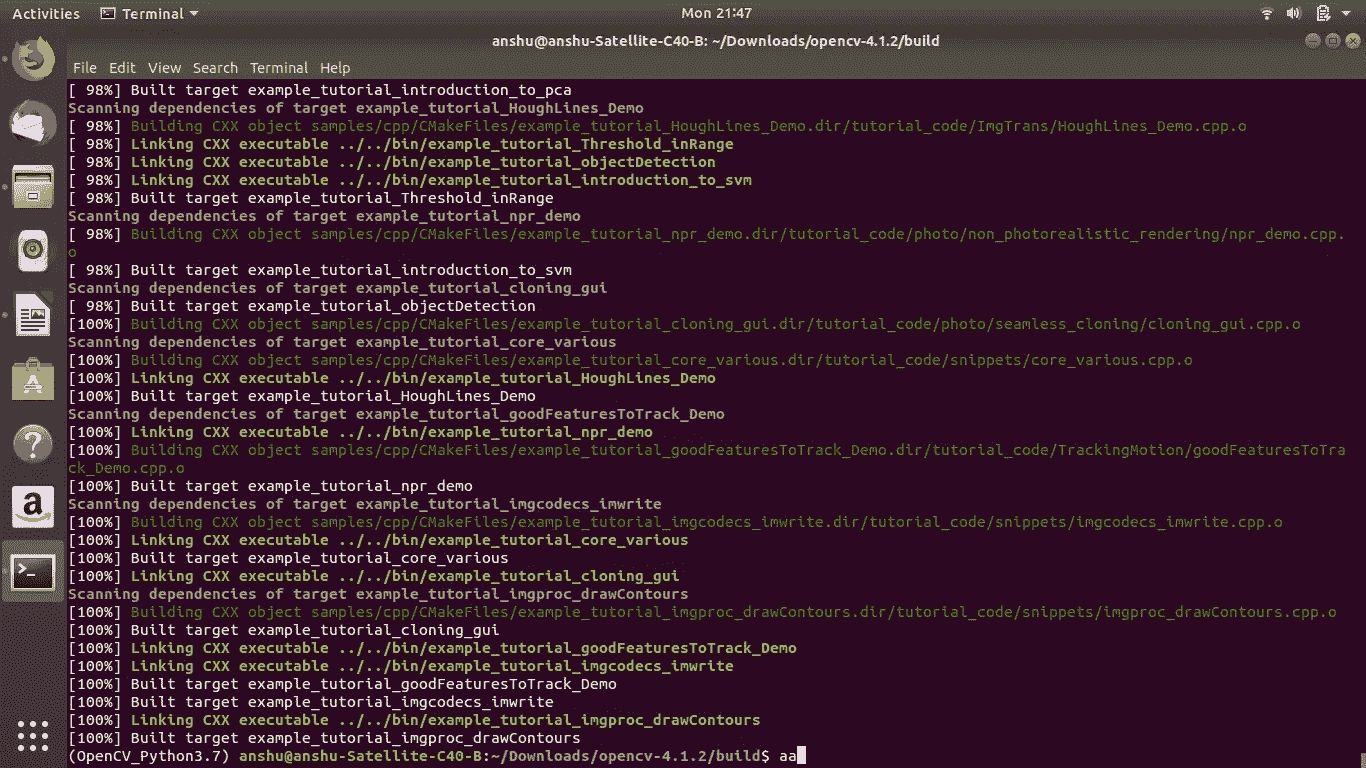 Activities Terminal Mon 21:47
anshu@anshu-Satellite-C40-B: ~/Downloads/opencv-4.1.2/build
File Edit View Search Terminal Help
[ 98%] Built target example_tutorial_introduction_to_pca
Scanning dependencies of target example_tutorial_HoughLines_Demo
[ 98%] Building CXX object samples/cpp/CMakeFiles/example_tutorial_HoughLines_Demo.dir/tutorial_code/ImgTrans/HoughLines_Demo.cpp.o
[ 98%] Linking CXX executable ../../bin/example_tutorial_Threshold_inRange
[ 98%] Linking CXX executable ../../bin/example_tutorial_objectDetection
[ 98%] Linking CXX executable ../../bin/example_tutorial_introduction_to_svm
[ 98%] Built target example_tutorial_Threshold_inRange
Scanning dependencies of target example_tutorial_npr_demo
[ 98%] Building CXX object samples/cpp/CMakeFiles/example_tutorial_npr_demo.dir/tutorial_code/photo/non_photorealistic_rendering/npr_demo.cpp.
o
[ 98%] Built target example_tutorial_introduction_to_svm
Scanning dependencies of target example_tutorial_cloning_gui
[ 98%] Built target example_tutorial_objectDetection
[100%] Building CXX object samples/cpp/CMakeFiles/example_tutorial_cloning_gui.dir/tutorial_code/photo/seamless_cloning/cloning_gui.cpp.o
Scanning dependencies of target example_tutorial_core_various
[100%] Building CXX object samples/cpp/CMakeFiles/example_tutorial_core_various.dir/tutorial_code/snippets/core_various.cpp.o
[100%] Linking CXX executable ../../bin/example_tutorial_HoughLines_Demo
[100%] Built target example_tutorial_HoughLines_Demo
Scanning dependencies of target example_tutorial_goodFeaturesToTrack_Demo
[100%] Linking CXX executable ../../bin/example_tutorial_npr_demo
[100%] Building CXX object samples/cpp/CMakeFiles/example_tutorial_goodFeaturesToTrack_Demo.dir/tutorial_code/TrackingMotion/goodFeaturesToTra
ck_Demo.cpp.o
[100%] Built target example_tutorial_npr_demo
Scanning dependencies of target example_tutorial_imgcodecs_imwrite
[100%] Building CXX object samples/cpp/CMakeFiles/example_tutorial_imgcodecs_imwrite.dir/tutorial_code/snippets/imgcodecs_imwrite.cpp.o
[100%] Linking CXX executable ../../bin/example_tutorial_core_various
[100%] Built target example_tutorial_core_various
[100%] Linking CXX executable ../../bin/example_tutorial_cloning_gui
Scanning dependencies of target example_tutorial_imgproc_drawContours
[100%] Building CXX object samples/cpp/CMakeFiles/example_tutorial_imgproc_drawContours.dir/tutorial_code/snippets/imgproc_drawContours.cpp.o
[100%] Built target example_tutorial_cloning_gui
[100%] Linking CXX executable ../../bin/example_tutorial_goodFeaturesToTrack_Demo
[100%] Linking CXX executable ../../bin/example_tutorial_imgcodecs_imwrite
[100%] Built target example_tutorial_goodFeaturesToTrack_Demo
[100%] Built target example_tutorial_imgcodecs_imwrite
[100%] Linking CXX executable ../../bin/example_tutorial_imgproc_drawContours
[100%] Built target example_tutorial_imgproc_drawContours
(OpenCV_Python3.7) anshu@anshu-Satellite-C40-B:~/Downloads/opencv-4.1.2/build$ aa